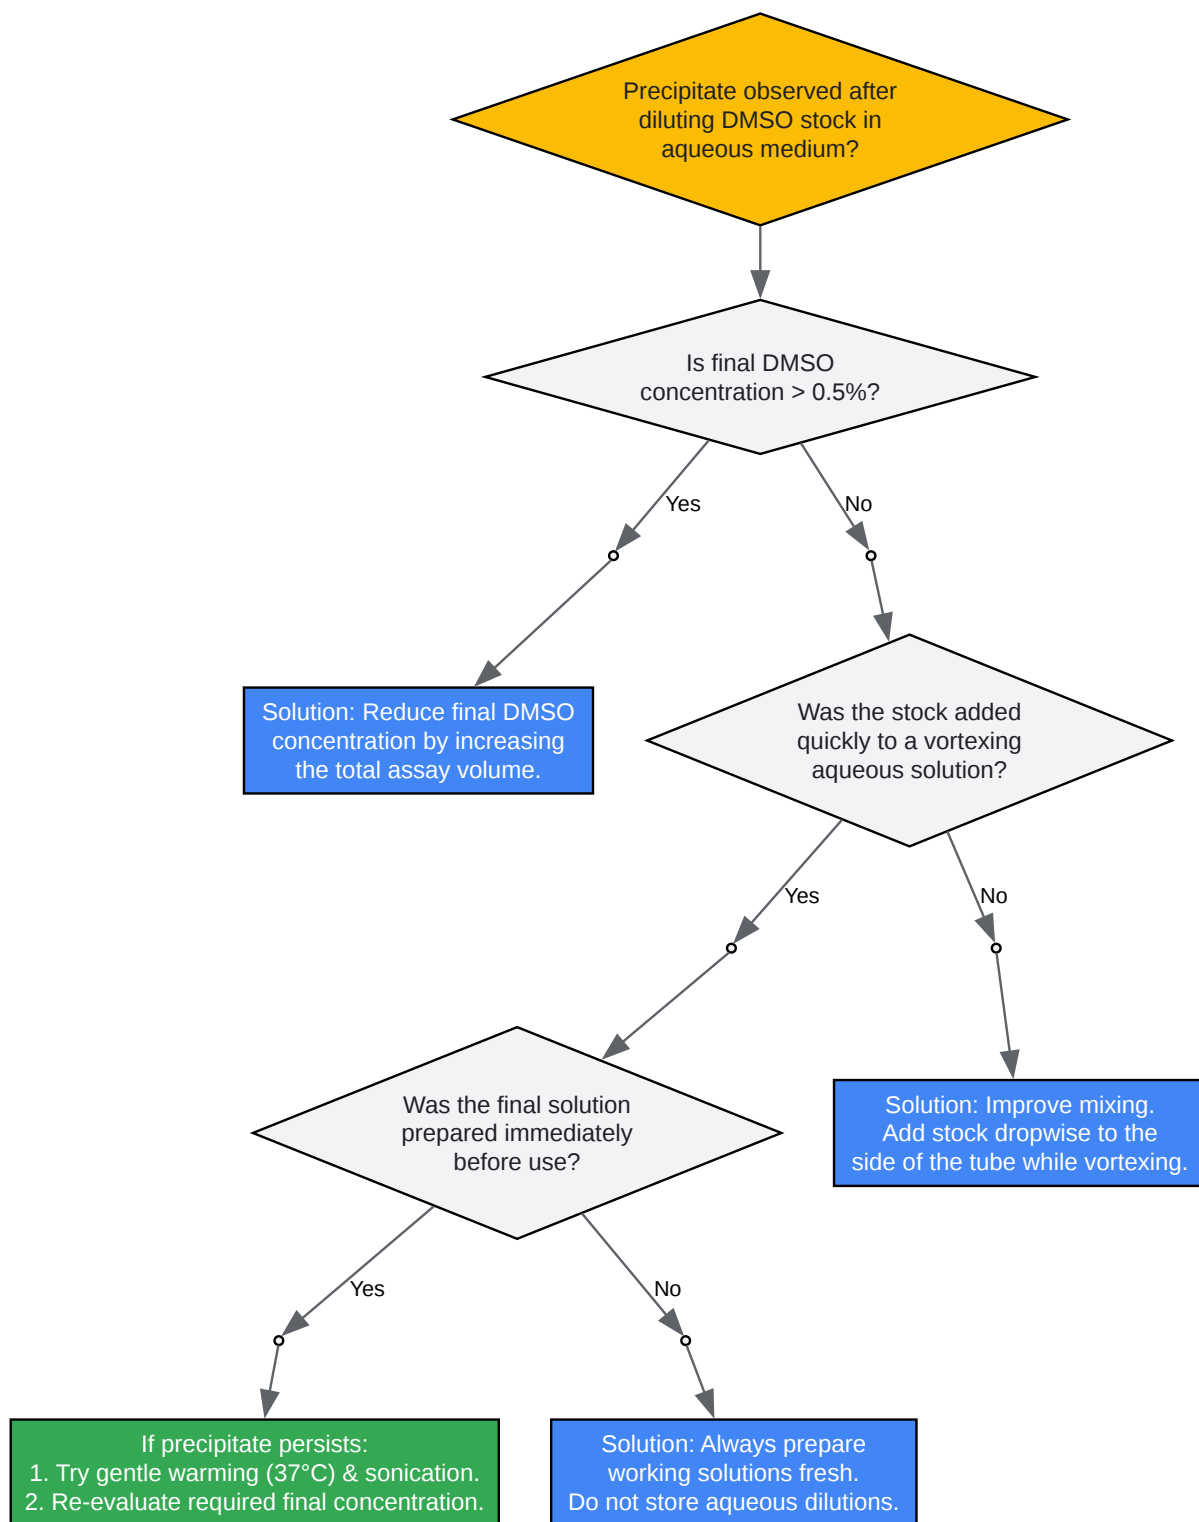 Precipitate observed after
diluting DMSO stock in
aqueous medium?
Is final DMSO
concentration > 0.5%?
Yes
No
Solution: Reduce final DMSO
concentration by increasing
the total assay volume.
Was the stock added
quickly to a vortexing
aqueous solution?
Yes
No
Was the final solution
prepared immediately
before use?
Solution: Improve mixing.
Add stock dropwise to the
side of the tube while vortexing.
Yes
No
If precipitate persists:
1. Try gentle warming (37°C) & sonication.
2. Re-evaluate required final concentration.
Solution: Always prepare
working solutions fresh.
Do not store aqueous dilutions.